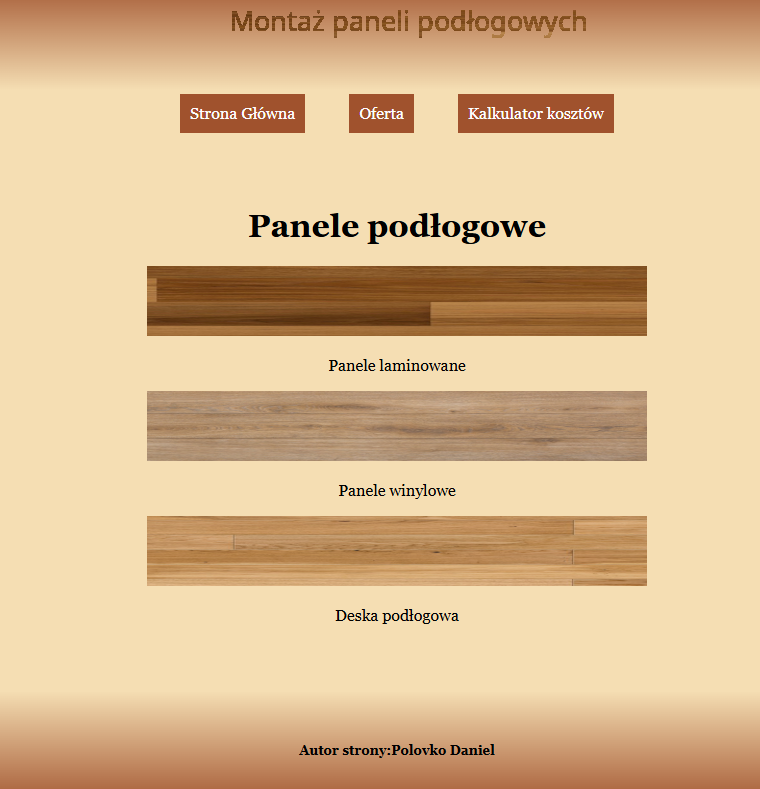 Montaż paneli podłogowych
Strona Główna Oferta Kalkulator kosztów
Panele podłogowe
Panele laminowane
Panele winylowe
Deska podłogowa
Autor strony:Polovko Daniel